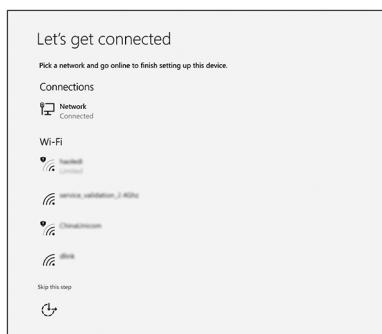 Let's get connected
Pick a network and go online to finish setting up this device.
Connections
Network
Connected
Wi-Fi
Limited
service_validation_2.4Ghz
ChinaUnicom
dlink
Skip this step